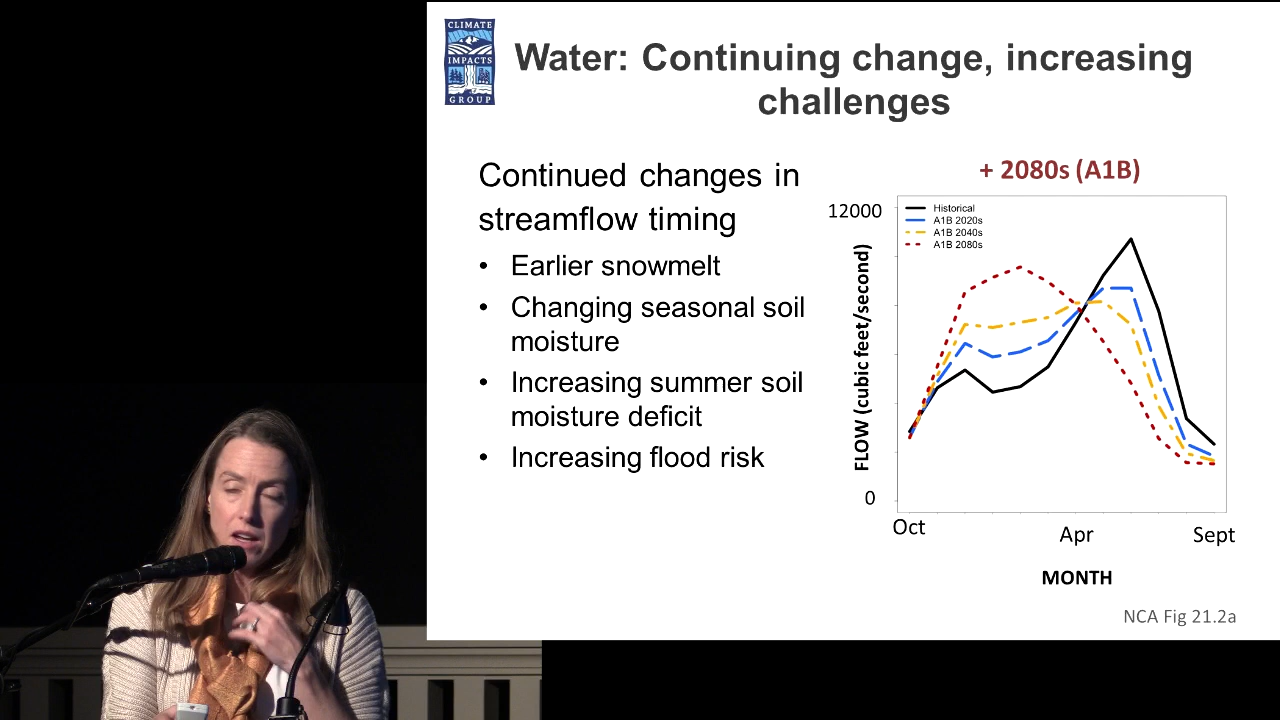 CLIMATE
IMPACTS
GROUP
Water: Continuing change, increasing
challenges
Continued changes in
streamflow timing
• Earlier snowmelt
• Changing seasonal soil
moisture
• Increasing summer soil
moisture deficit
• Increasing flood risk
+ 2080s (A1B)
12000
Historical
A1B 2020s
A1B 2040s
A1B 2080s
FLOW (cubic feet/second)
0
Oct
Apr
Sept
MONTH
NCA Fig 21.2a